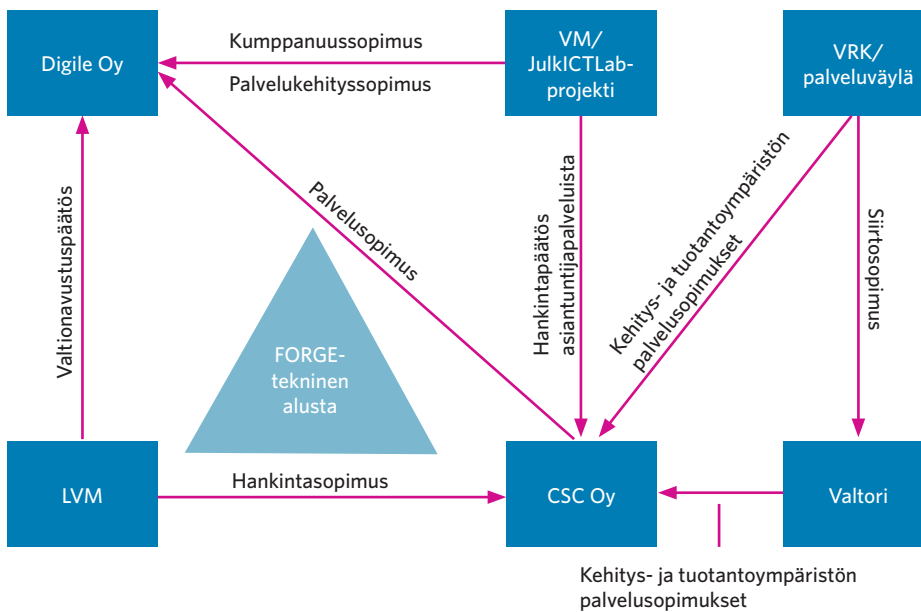 Digile Oy
Kumppanuussopimus
Palvelukehityssopimus
VM/
JulkICTLab-
projekti
VRK/
palveluväylä
Valtionavustuspäätös
Palvelusopimus
Hankintapäätös
asiantuntijapalveluista
Kehitys- ja tuotantoympäristön
palvelusopimukset
Siirtosopimus
FORGE-
tekninen
alusta
LVM
Hankintasopimus
CSC Oy
Valtori
Kehitys- ja tuotantoympäristön
palvelusopimukset